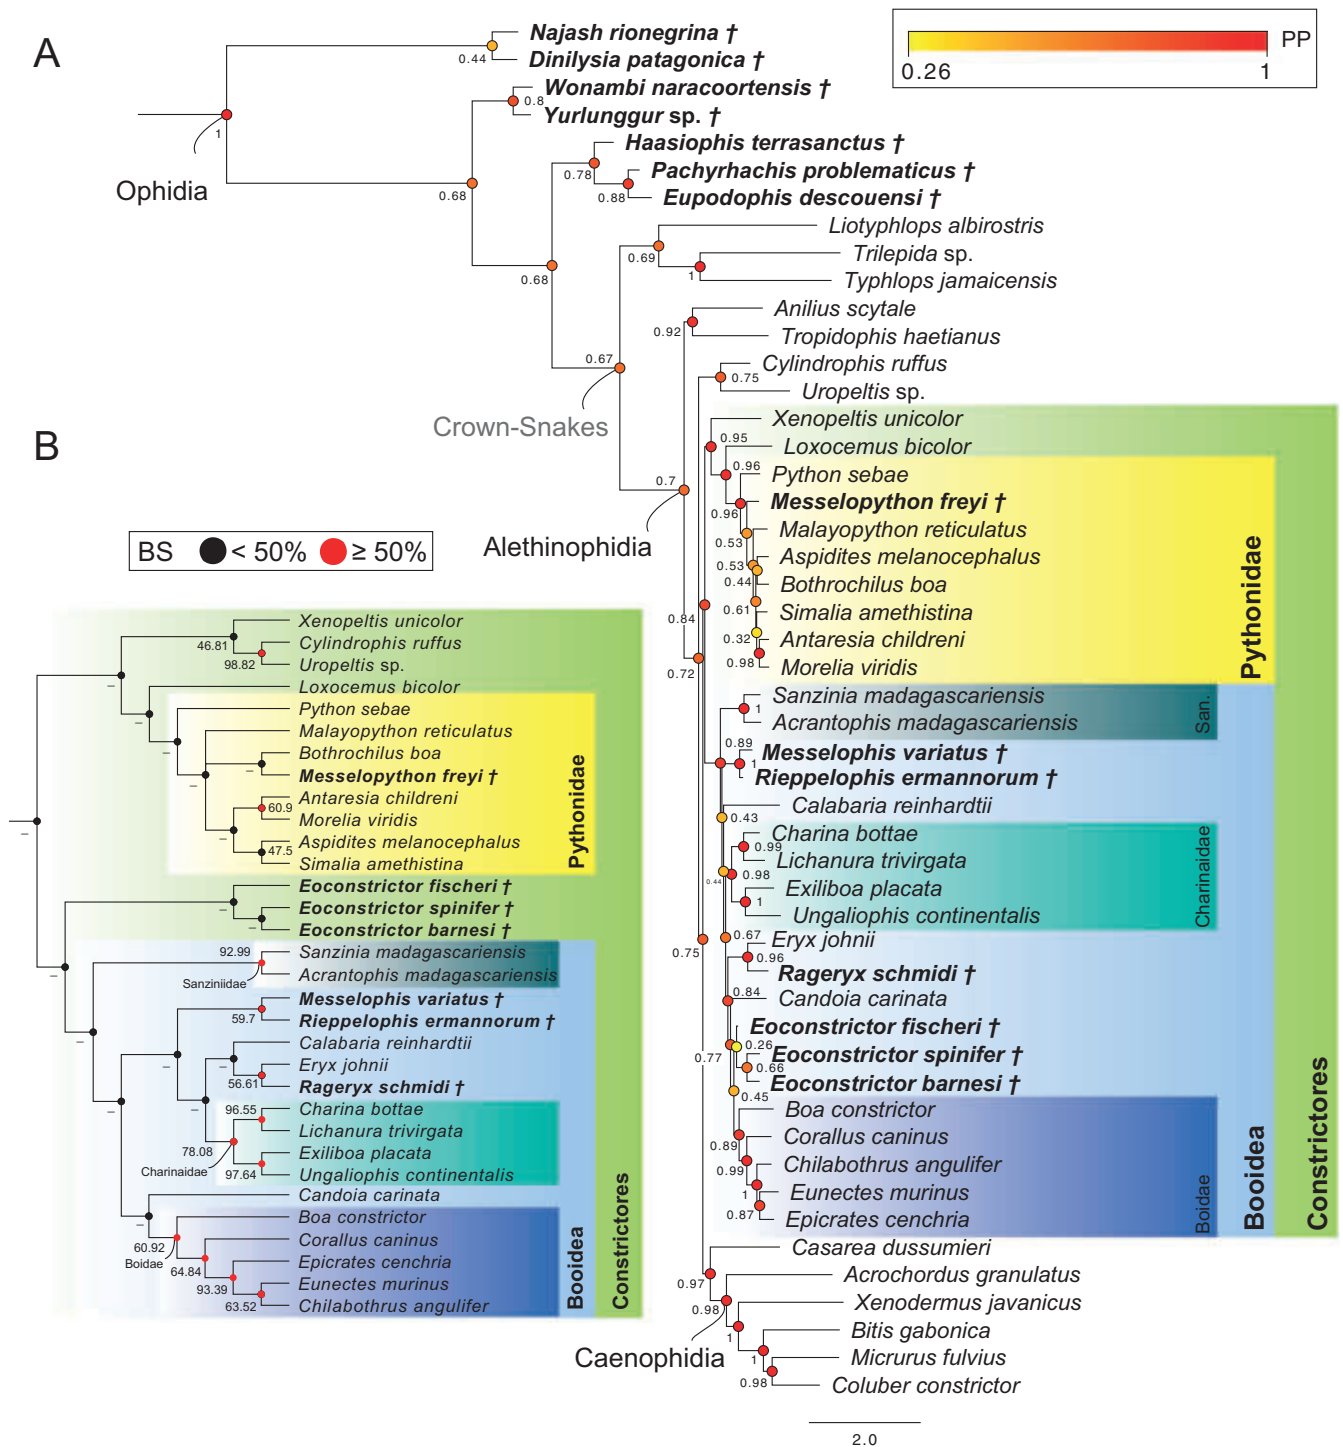 A
Najash rionegrina †
0.44
Dinilysia patagonica †
Wonambi naracoortensis †
0.8
Yurlunggur sp. †
1
Ophidia
Haasiophis terrasanctus †
0.78
Pachyrhachis problematicus †
0.88
Eupodophis descouensi †
0.68
PP
0.26
1
Liotyphlops albirostris
0.69
Trilepida sp.
1
Typhlops jamaicensis
0.68
Anilius scytale
0.92
Tropidophis haetianus
0.67
Crown-Snakes
Cylindrophis ruffus
0.75
Uropeltis sp.
Xenopeltis unicolor
0.95
Loxocemus bicolor
0.96
Python sebae
0.7
0.96
Messelopython freyi †
Alethinophidia
0.53
Malayopython reticulatus
0.53
Aspidites melanocephalus
0.44
Bothrochilus boa
0.61
Simalia amethistina
0.84
0.32
Antaresia childreni
0.98
Morelia viridis
0.72
Pythonidae
Sanzinia madagascariensis
1
Acrantophis madagascariensis
San.
0.89
Messelophis variatus †
1
Rieppelophis ermannorum †
Calabaria reinhardtii
0.43
Charina bottae
0.99
Lichanura trivirgata
0.98
0.44
Exiliboa placata
1
Ungaliophis continentalis
Charinaidae
0.67
Eryx johnii
0.96
0.75
Rageryx schmidi †
0.84
Candoia carinata
Eoconstrictor fischeri †
0.26
0.77
Eoconstrictor spinifer †
0.66
Eoconstrictor barnesi †
0.45
Boa constrictor
0.89
Corallus caninus
0.99
Chilabothrus angulifer
1
Eunectes murinus
0.87
Epicrates cenchria
Boidae
Booidea
Constrictores
Casarea dussumieri
0.97
Acrochordus granulatus
0.98
Xenodermus javanicus
1
Bitis gabonica
Caenophidia
1
Micrurus fulvius
0.98
Coluber constrictor
2.0
B
BS
< 50%
≥ 50%
Xenopeltis unicolor
46.81
Cylindrophis ruffus
98.82
Uropeltis sp.
–
Loxocemus bicolor
–
Python sebae
–
Malayopython reticulatus
Bothrochilus boa
–
Messelopython freyi †
–
Antaresia childreni
60.9
Morelia viridis
–
Aspidites melanocephalus
47.5
Simalia amethistina
Pythonidae
–
Eoconstrictor fischeri †
–
Eoconstrictor spinifer †
–
Eoconstrictor barnesi †
92.99
Sanzinia madagascariensis
Acrantophis madagascariensis
Sanziniidae
–
Messelophis variatus †
59.7
Rieppelophis ermannorum †
–
Calabaria reinhardtii
–
Eryx johnii
56.61
Rageryx schmidi †
–
–
96.55
Charina bottae
Lichanura trivirgata
78.08
Exiliboa placata
Charinaidae
97.64
Ungaliophis continentalis
Candoia carinata
–
Boa constrictor
60.92
Boidae
Corallus caninus
64.84
Epicrates cenchria
93.39
Eunectes murinus
63.52
Chilabothrus angulifer
Booidea
Constrictores